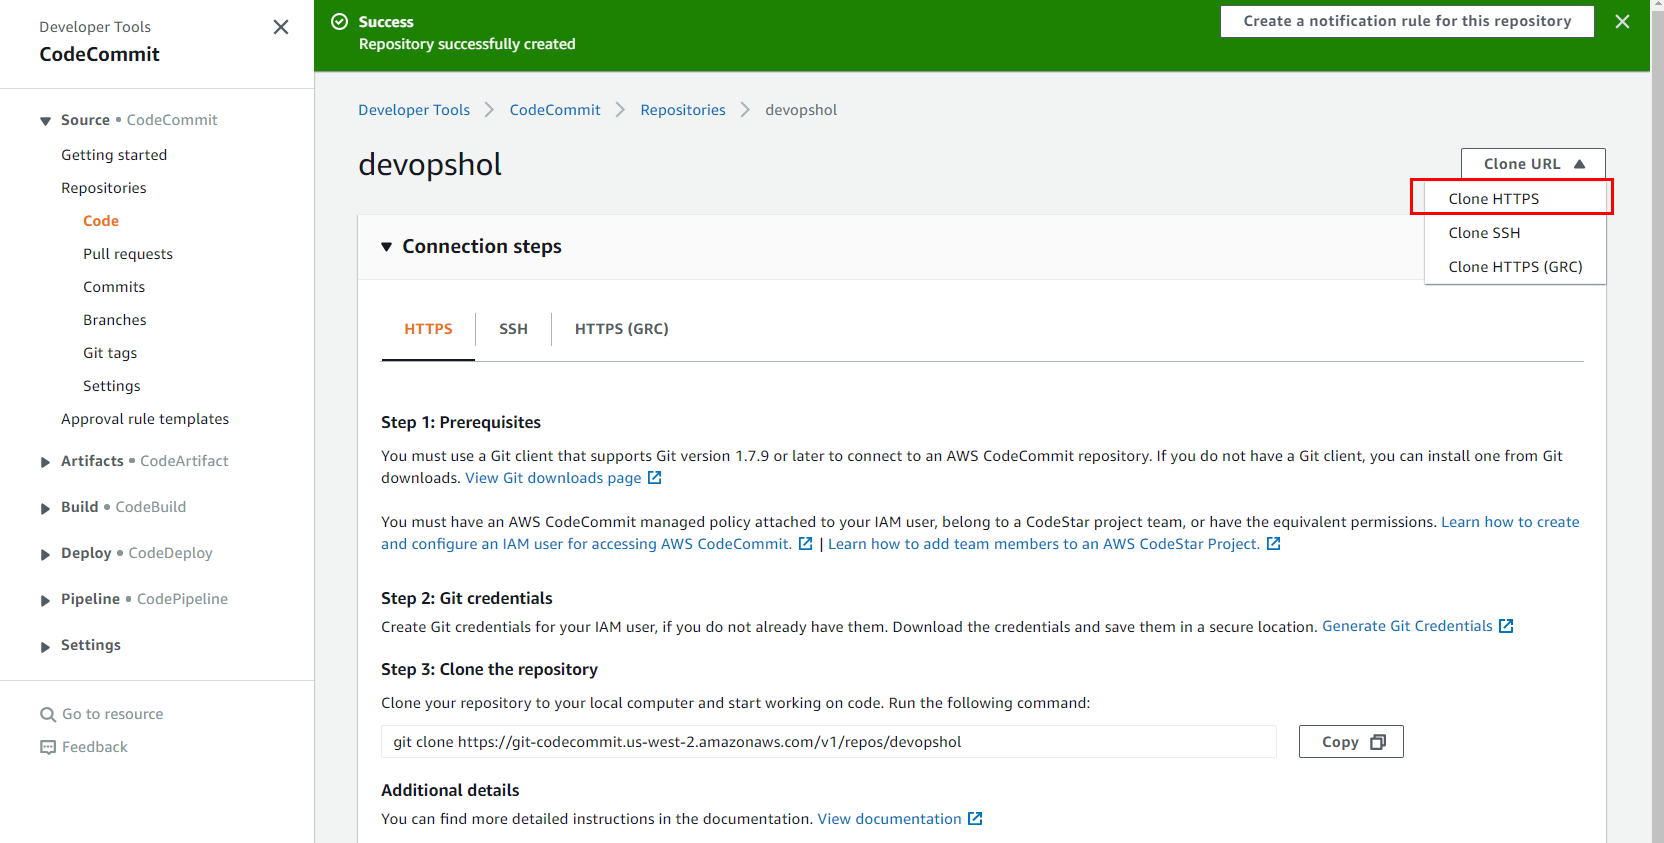 Developer Tools
CodeCommit
Source • CodeCommit
Getting started
Repositories
Code
Pull requests
Commits
Branches
Git tags
Settings
Approval rule templates
Artifacts • CodeArtifact
Build • CodeBuild
Deploy • CodeDeploy
Pipeline • CodePipeline
Settings
Go to resource
Feedback
Success
Repository successfully created
Create a notification rule for this repository
Developer Tools
CodeCommit
Repositories
devopshol
devopshol
Clone URL
Clone HTTPS
Clone SSH
Clone HTTPS (GRC)
Connection steps
HTTPS
SSH
HTTPS (GRC)
Step 1: Prerequisites
You must use a Git client that supports Git version 1.7.9 or later to connect to an AWS CodeCommit repository. If you do not have a Git client, you can install one from Git
downloads. View Git downloads page
You must have an AWS CodeCommit managed policy attached to your IAM user, belong to a CodeStar project team, or have the equivalent permissions. Learn how to create
and configure an IAM user for accessing AWS CodeCommit. | Learn how to add team members to an AWS CodeStar Project.
Step 2: Git credentials
Create Git credentials for your IAM user, if you do not already have them. Download the credentials and save them in a secure location. Generate Git Credentials
Step 3: Clone the repository
Clone your repository to your local computer and start working on code. Run the following command:
git clone https://git-codecommit.us-west-2.amazonaws.com/v1/repos/devopshol
Copy
Additional details
You can find more detailed instructions in the documentation. View documentation